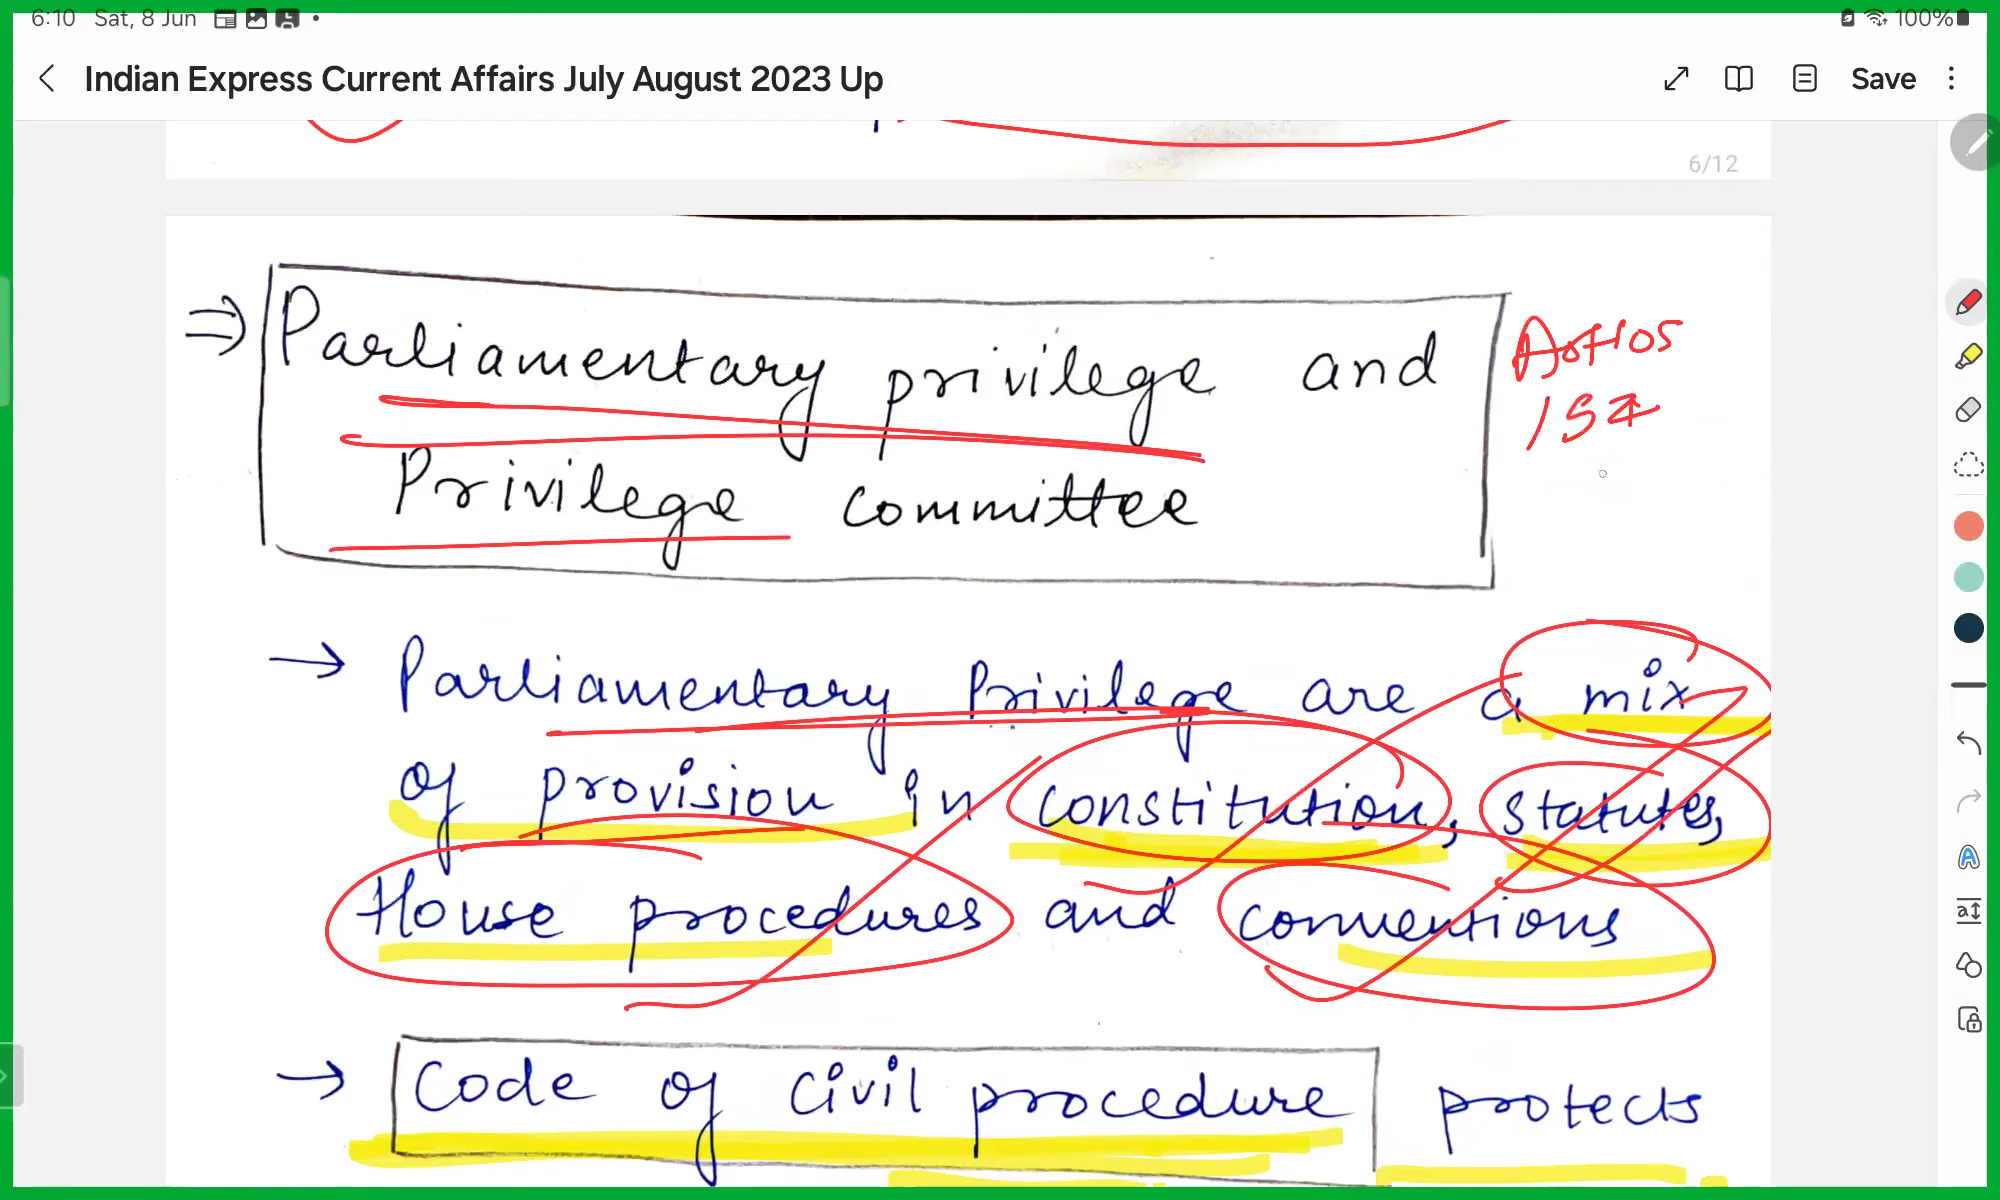 6:10 Sat, 8 Jun
100%
Indian Express Current Affairs July August 2023 Up
Save
6/12
⇒ Parliamentary privilege and
Privilege committee
105
→ Parliamentary Privilege are a mix
of provision in constitution, statutes,
House procedures and conventions
→ Code of civil procedure protects